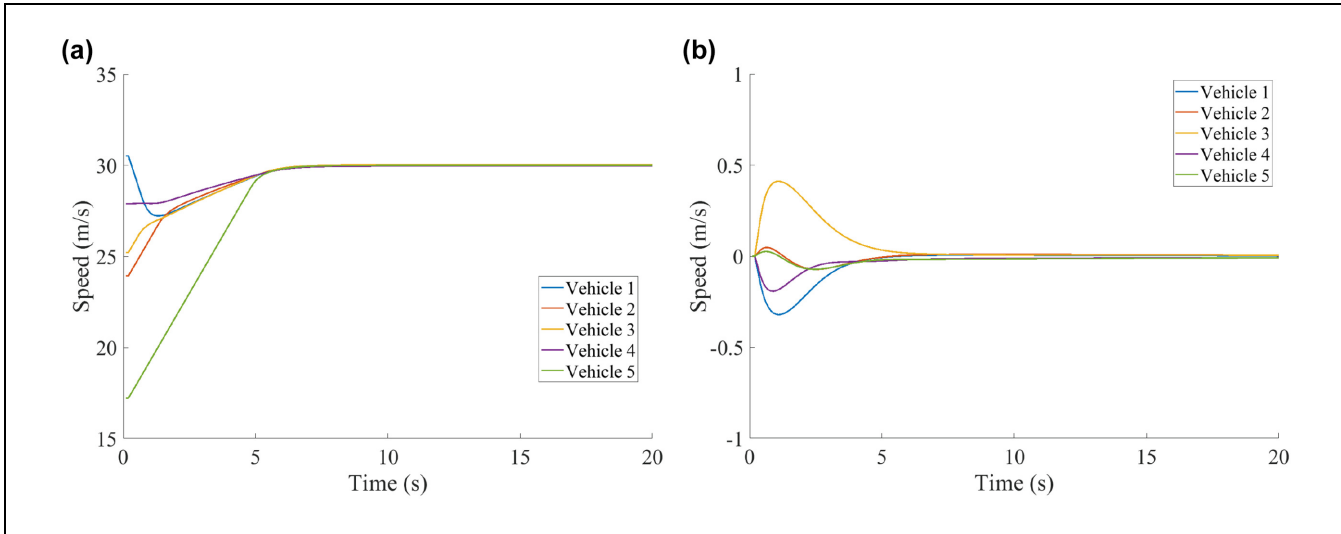 (a)
35
30
25
20
15
Speed (m/s)
0
5
10
15
20
Time (s)
Vehicle 1
Vehicle 2
Vehicle 3
Vehicle 4
Vehicle 5
(b)
1
0.5
0
-0.5
-1
Speed (m/s)
0
5
10
15
20
Time (s)
Vehicle 1
Vehicle 2
Vehicle 3
Vehicle 4
Vehicle 5